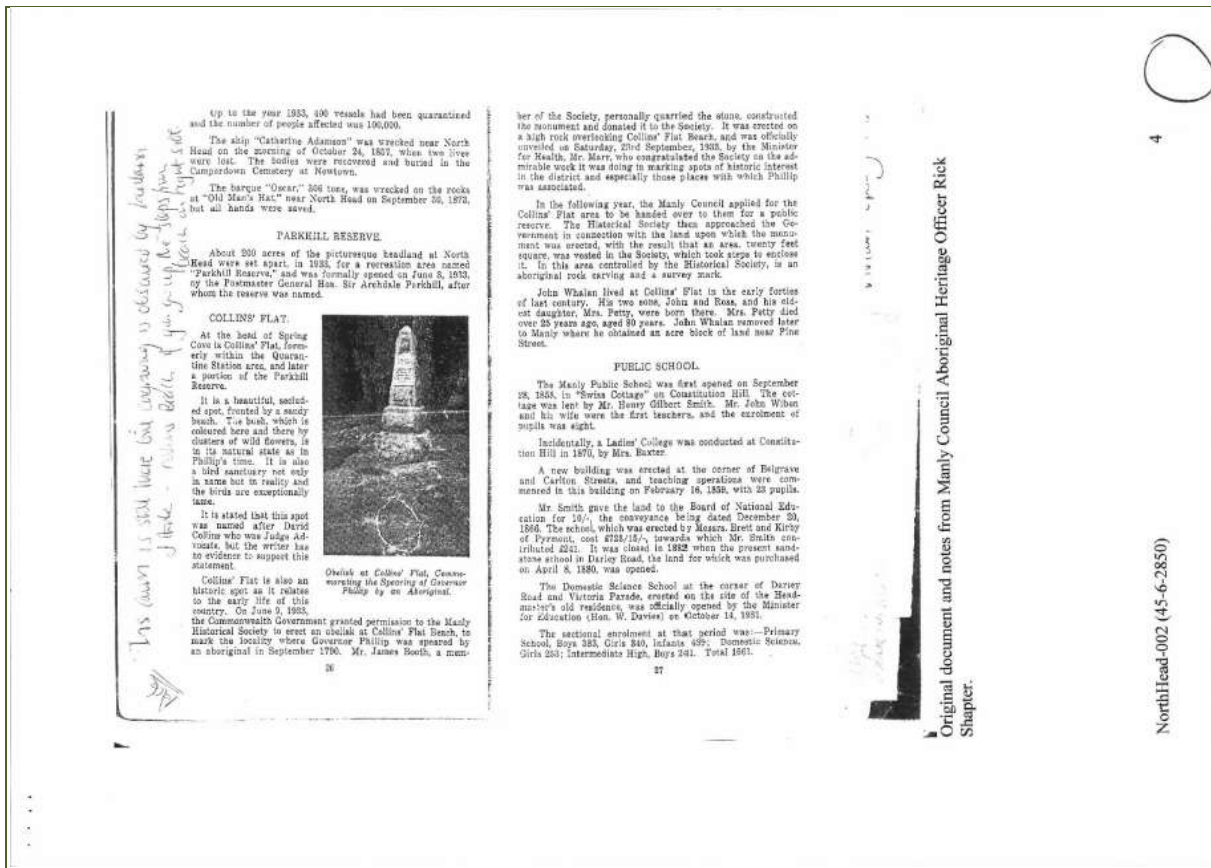 Up to the year 1933, 400 vessels had been quarantined
and the number of people affected was 100,000.
The ship "Catherine Adamson" was wrecked near North
Head on the morning of October 24, 1857, when two lives
were lost. The bodies were recovered and buried in the
Camperdown Cemetery at Newtown.
The barque "Oscar," 306 tons, was wrecked on the rocks
at "Old Man's Hat," near North Head on September 30, 1873,
but all hands were saved.
PARKHILL RESERVE.
About 200 acres of the picturesque headland at North
Head were set apart, in 1933, for a recreation area named
"Parkhill Reserve," and was formally opened on June 3, 1933,
by the Postmaster General Hon. Sir Archdale Parkhill, after
whom the reserve was named.
COLLINS' FLAT.
At the head of Spring
Cove is Collins' Flat, form-
erly within the Quaran-
tine Station area, and later
a portion of the Parkhill
Reserve.
It is a beautiful, seclud-
ed spot, fronted by a sandy
beach. The bush, which is
coloured here and there by
clusters of wild flowers, is
in its natural state as in
Phillip's time. It is also
a bird sanctuary not only
in name but in reality and
the birds are exceptionally
tame.
It is stated that this spot
was named after David
Collins who was Judge Ad-
vocate, but the writer has
no evidence to support this
statement.
Collins' Flat is also an
historic spot as it relates
to the early life of this
country. On June 9, 1933,
the Commonwealth Government granted permission to the Manly
Historical Society to erect an obelisk at Collins' Flat Beach, to
mark the locality where Governor Phillip was speared by
an aboriginal in September 1790. Mr. James Booth, a mem-
Obelisk at Collins' Flat, Comme-
morating the Spearing of Governor
Phillip by an Aboriginal.
26
ber of the Society, personally quarried the stone, constructed
the monument and donated it to the Society. It was erected on
a high rock overlooking Collins' Flat Beach, and was officially
unveiled on Saturday, 23rd September, 1933, by the Minister
for Health, Mr. Marr, who congratulated the Society on the ad-
mirable work it was doing in marking spots of historic interest
in the district and especially those places with which Phillip
was associated.
In the following year, the Manly Council applied for the
Collins' Flat area to be handed over to them for a public
reserve. The Historical Society then approached the Go-
vernment in connection with the land upon which the monu-
ment was erected, with the result that an area, twenty feet
square, was vested in the Society, which took steps to enclose
it. In this area controlled by the Historical Society, is an
aboriginal rock carving and a survey mark.
John Whalan lived at Collins' Flat in the early forties
of last century. His two sons, John and Ross, and his eld-
est daughter, Mrs. Petty, were born there. Mrs. Petty died
over 25 years ago, aged 80 years. John Whalan removed later
to Manly where he obtained an acre block of land near Pine
Street.
PUBLIC SCHOOL.
The Manly Public School was first opened on September
28, 1858, in "Swiss Cottage" on Constitution Hill. The cot-
tage was lent by Mr. Henry Gilbert Smith. Mr. John Wiben
and his wife were the first teachers, and the enrolment of
pupils was eight.
Incidentally, a Ladies' College was conducted at Constitu-
tion Hill in 1870, by Mrs. Baxter.
A new building was erected at the corner of Belgrave
and Carlton Streets, and teaching operations were com-
menced in this building on February 16, 1859, with 23 pupils.
Mr. Smith gave the land to the Board of National Edu-
cation for 10/-, the conveyance being dated December 20,
1866. The school, which was erected by Messrs. Brett and Kirby
of Pyrmont, cost £723/15/-, towards which Mr. Smith con-
tributed £241. It was closed in 1882 when the present sand-
stone school in Darley Road, the land for which was purchased
on April 8, 1880, was opened.
The Domestic Science School at the corner of Darley
Road and Victoria Parade, erected on the site of the Head-
master's old residence, was officially opened by the Minister
for Education (Hon. W. Davies) on October 14, 1931.
The sectional enrolment at that period was:—Primary
School, Boys 383, Girls 340, Infants 439; Domestic Science,
Girls 253; Intermediate High, Boys 241. Total 1661.
27
This cairn is still there but engraving is obscured by
beach at right side
Original document and notes from Manly Council Aboriginal Heritage Officer Rick
Shapter.
NorthHead-002 (45-6-2850)
4